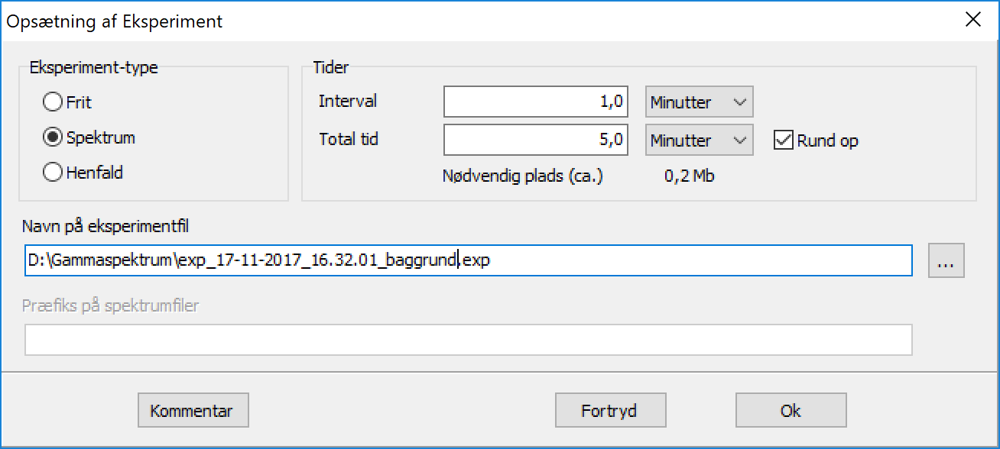 Opsætning af Eksperiment
Eksperiment-type
Frit
Spektrum
Henfald
Tider
Interval 1,0 Minutter
Total tid 5,0 Minutter Rund op
Nødvendig plads (ca.) 0,2 Mb
Navn på eksperimentfil
D:\Gammaspektrum\exp_17-11-2017_16.32.01_baggrund.exp ...
Præfiks på spektrumfiler
Kommentar Fortryd Ok